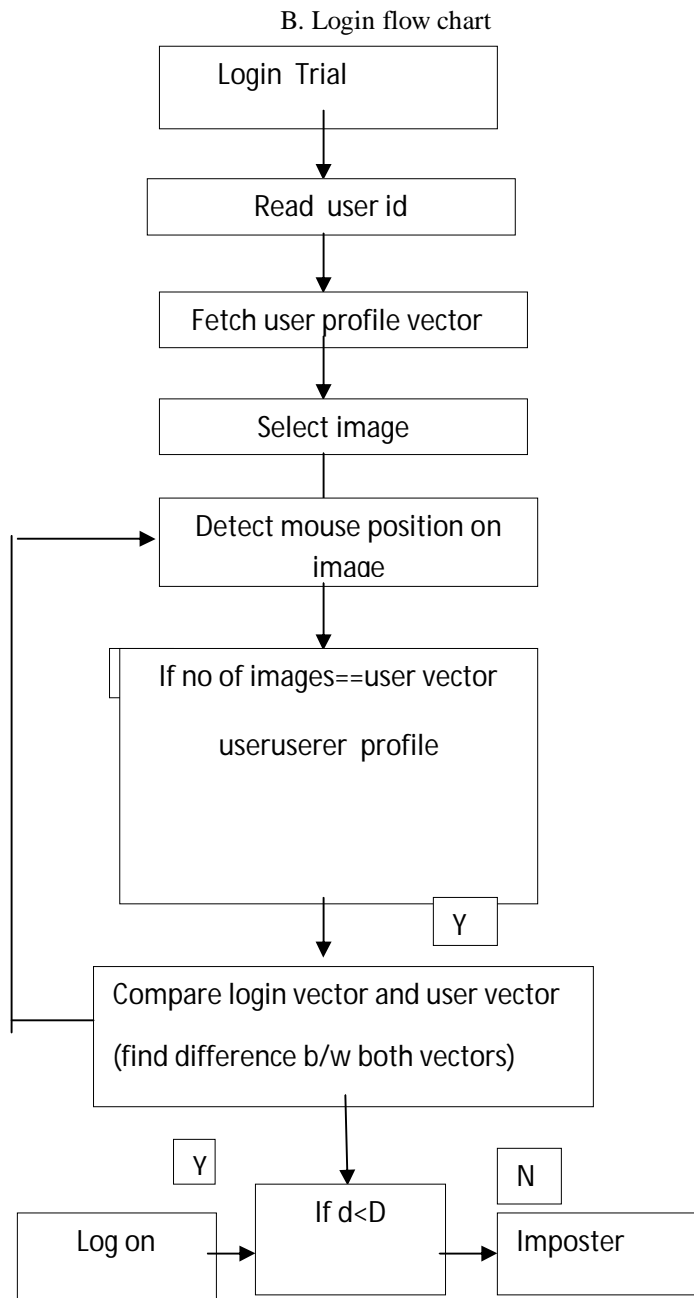 B. Login flow chart
Login Trial
Read user id
Fetch user profile vector
Select image
Detect mouse position on
image
If no of images==user vector
useruserer profile
Y
Compare login vector and user vector
(find difference b/w both vectors)
Y
N
If d<D
Log on
Imposter